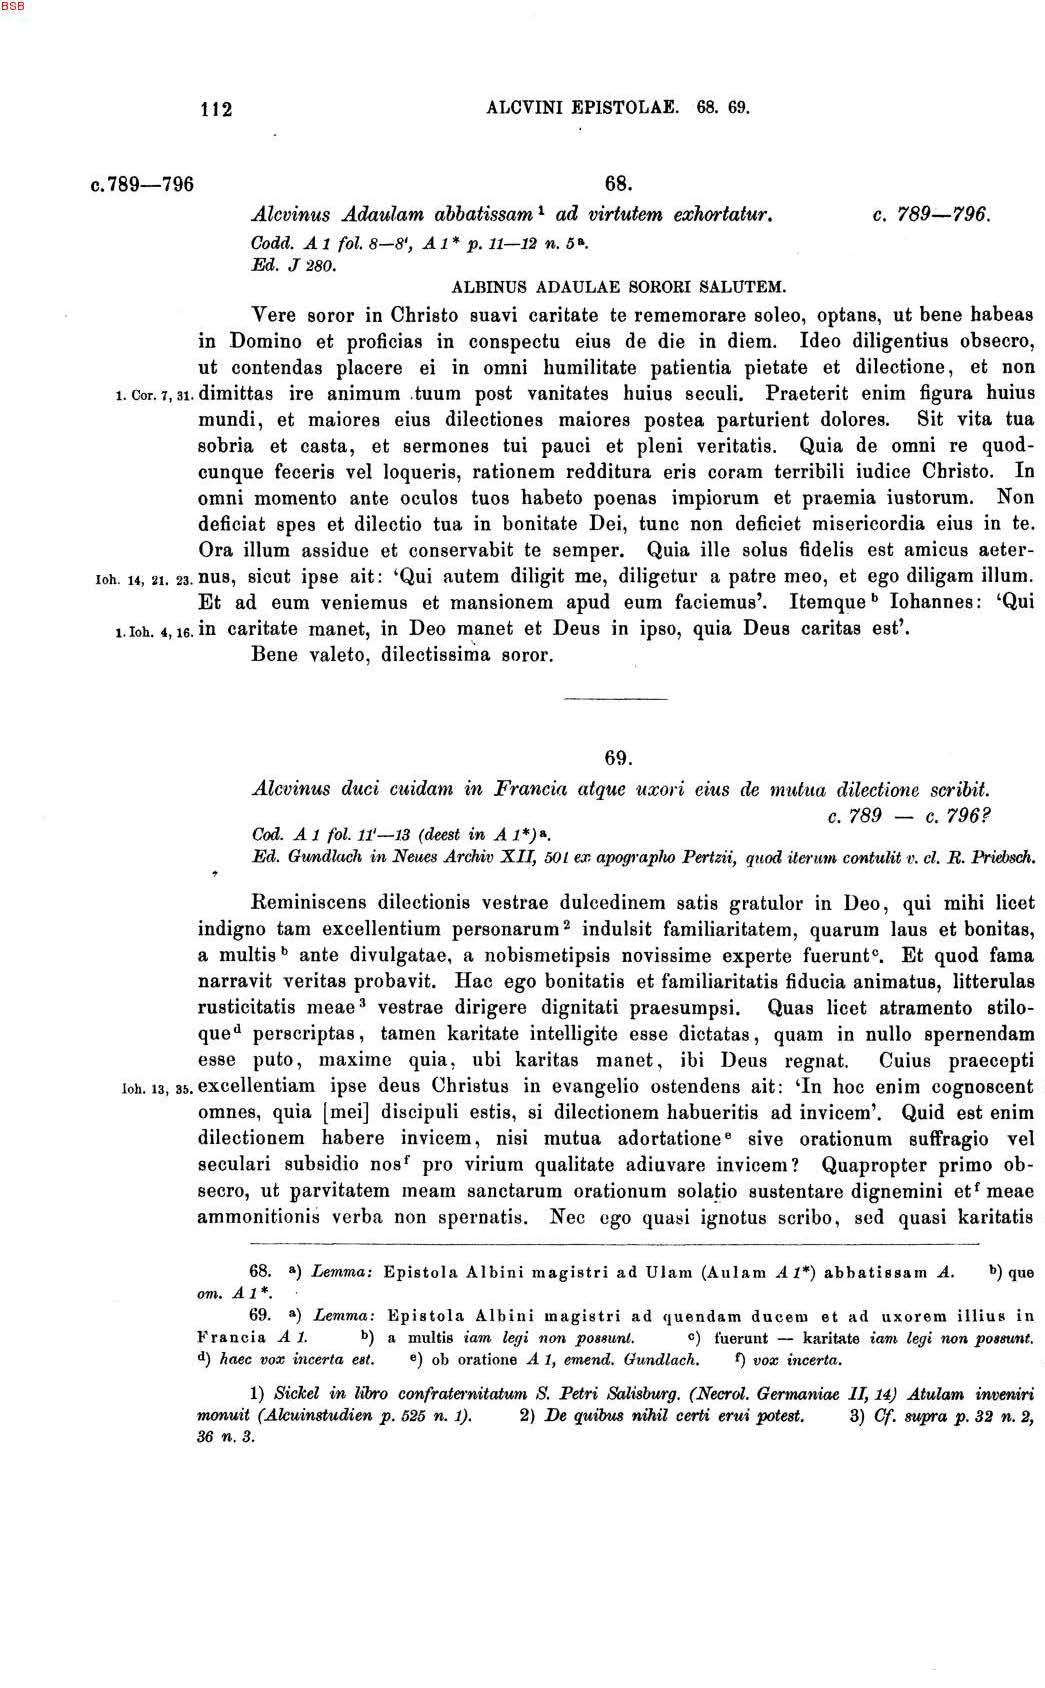 BSB
112 ALCVINI EPISTOLAE. 68. 69.
c. 789—796 68.
Alcvinus Adaulam abbatissam¹ ad virtutem exhortatur. c. 789—796.
Codd. A 1 fol. 8—8', A 1* p. 11—12 n. 5ᵃ.
Ed. J 280.
ALBINUS ADAULAE SORORI SALUTEM.
Vere soror in Christo suavi caritate te rememorare soleo, optans, ut bene habeas
in Domino et proficias in conspectu eius de die in diem. Ideo diligentius obsecro,
ut contendas placere ei in omni humilitate patientia pietate et dilectione, et non
1. Cor. 7, 31. dimittas ire animum tuum post vanitates huius seculi. Praeterit enim figura huius
mundi, et maiores eius dilectiones maiores postea parturient dolores. Sit vita tua
sobria et casta, et sermones tui pauci et pleni veritatis. Quia de omni re quod-
cunque feceris vel loqueris, rationem redditura eris coram terribili iudice Christo. In
omni momento ante oculos tuos habeto poenas impiorum et praemia iustorum. Non
deficiat spes et dilectio tua in bonitate Dei, tunc non deficiet misericordia eius in te.
Ora illum assidue et conservabit te semper. Quia ille solus fidelis est amicus aeter-
Ioh. 14, 21. 23. nus, sicut ipse ait: ‘Qui autem diligit me, diligetur a patre meo, et ego diligam illum.
Et ad eum veniemus et mansionem apud eum faciemus’. Itemqueᵇ Iohannes: ‘Qui
1. Ioh. 4, 16. in caritate manet, in Deo manet et Deus in ipso, quia Deus caritas est’.
Bene valeto, dilectissima soror.
69.
Alcvinus duci cuidam in Francia atque uxori eius de mutua dilectione scribit.
c. 789 — c. 796?
Cod. A 1 fol. 11'—13 (deest in A 1*)ᵃ.
Ed. Gundlach in Neues Archiv XII, 501 ex apographo Pertzii, quod iterum contulit v. cl. R. Priebsch.
Reminiscens dilectionis vestrae dulcedinem satis gratulor in Deo, qui mihi licet
indigno tam excellentium personarum² indulsit familiaritatem, quarum laus et bonitas,
a multisᵇ ante divulgatae, a nobismetipsis novissime experte fueruntᶜ. Et quod fama
narravit veritas probavit. Hac ego bonitatis et familiaritatis fiducia animatus, litterulas
rusticitatis meae³ vestrae dirigere dignitati praesumpsi. Quas licet atramento stilo-
queᵈ perscriptas, tamen karitate intelligite esse dictatas, quam in nullo spernendam
esse puto, maxime quia, ubi karitas manet, ibi Deus regnat. Cuius praecepti
Ioh. 13, 35. excellentiam ipse deus Christus in evangelio ostendens ait: ‘In hoc enim cognoscent
omnes, quia [mei] discipuli estis, si dilectionem habueritis ad invicem’. Quid est enim
dilectionem habere invicem, nisi mutua adortationeᵉ sive orationum suffragio vel
seculari subsidio nosᶠ pro virium qualitate adiuvare invicem? Quapropter primo ob-
secro, ut parvitatem meam sanctarum orationum solatio sustentare dignemini etᶠ meae
ammonitionis verba non spernatis. Nec ego quasi ignotus scribo, sed quasi karitatis
68. ᵃ) Lemma: Epistola Albini magistri ad Ulam (Aulam A 1*) abbatissam A. ᵇ) que
om. A 1*.
69. ᵃ) Lemma: Epistola Albini magistri ad quendam ducem et ad uxorem illius in
Francia A 1. ᵇ) a multis iam legi non possunt. ᶜ) fuerunt — karitate iam legi non possunt.
ᵈ) haec vox incerta est. ᵉ) ob oratione A 1, emend. Gundlach. ᶠ) vox incerta.
1) Sickel in libro confraternitatum S. Petri Salisburg. (Necrol. Germaniae II, 14) Atulam inveniri
monuit (Alcuinstudien p. 525 n. 1). 2) De quibus nihil certi erui potest. 3) Cf. supra p. 32 n. 2,
36 n. 3.